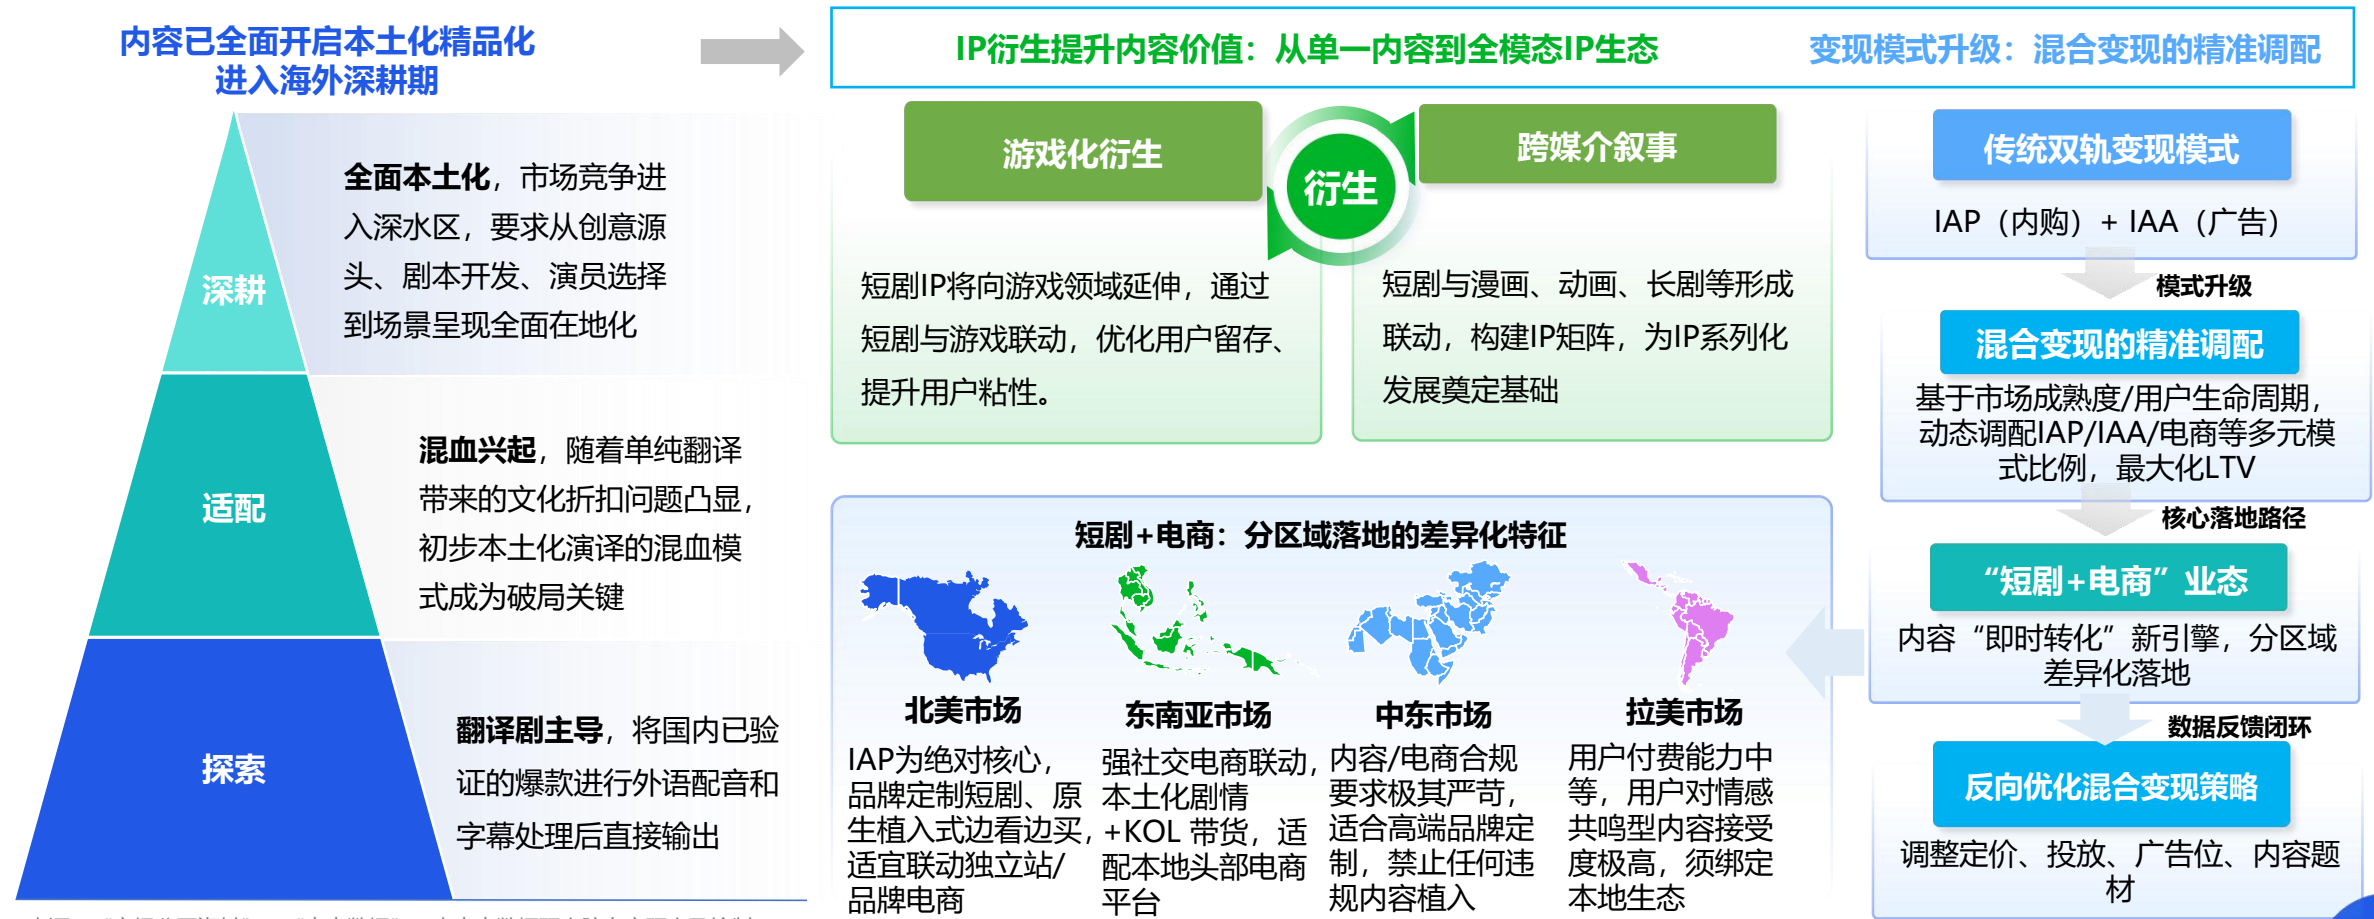 内容已全面开启本土化精品化
进入海外深耕期
深耕
全面本土化，市场竞争进
入深水区，要求从创意源
头、剧本开发、演员选择
到场景呈现全面在地化
适配
混血兴起，随着单纯翻译
带来的文化折扣问题凸显，
初步本土化演译的混血模
式成为破局关键
探索
翻译剧主导，将国内已验
证的爆款进行外语配音和
字幕处理后直接输出
IP衍生提升内容价值：从单一内容到全模态IP生态
变现模式升级：混合变现的精准调配
游戏化衍生
衍生
跨媒介叙事
短剧IP将向游戏领域延伸，通过
短剧与游戏联动，优化用户留存、
提升用户粘性。
短剧与漫画、动画、长剧等形成
联动，构建IP矩阵，为IP系列化
发展奠定基础
传统双轨变现模式
IAP（内购）+ IAA（广告）
模式升级
混合变现的精准调配
基于市场成熟度/用户生命周期，
动态调配IAP/IAA/电商等多元模
式比例，最大化LTV
核心落地路径
“短剧+电商”业态
内容“即时转化”新引擎，分区域
差异化落地
数据反馈闭环
反向优化混合变现策略
调整定价、投放、广告位、内容题
材
短剧+电商：分区域落地的差异化特征
北美市场
IAP为绝对核心，
品牌定制短剧、原
生植入式边看边买，
适宜联动独立站/
品牌电商
东南亚市场
强社交电商联动，
本土化剧情
+KOL 带货，适
配本地头部电商
平台
中东市场
内容/电商合规
要求极其严苛，
适合高端品牌定
制，禁止任何违
规内容植入
拉美市场
用户付费能力中
等，用户对情感
共鸣型内容接受
度极高，须绑定
本地生态